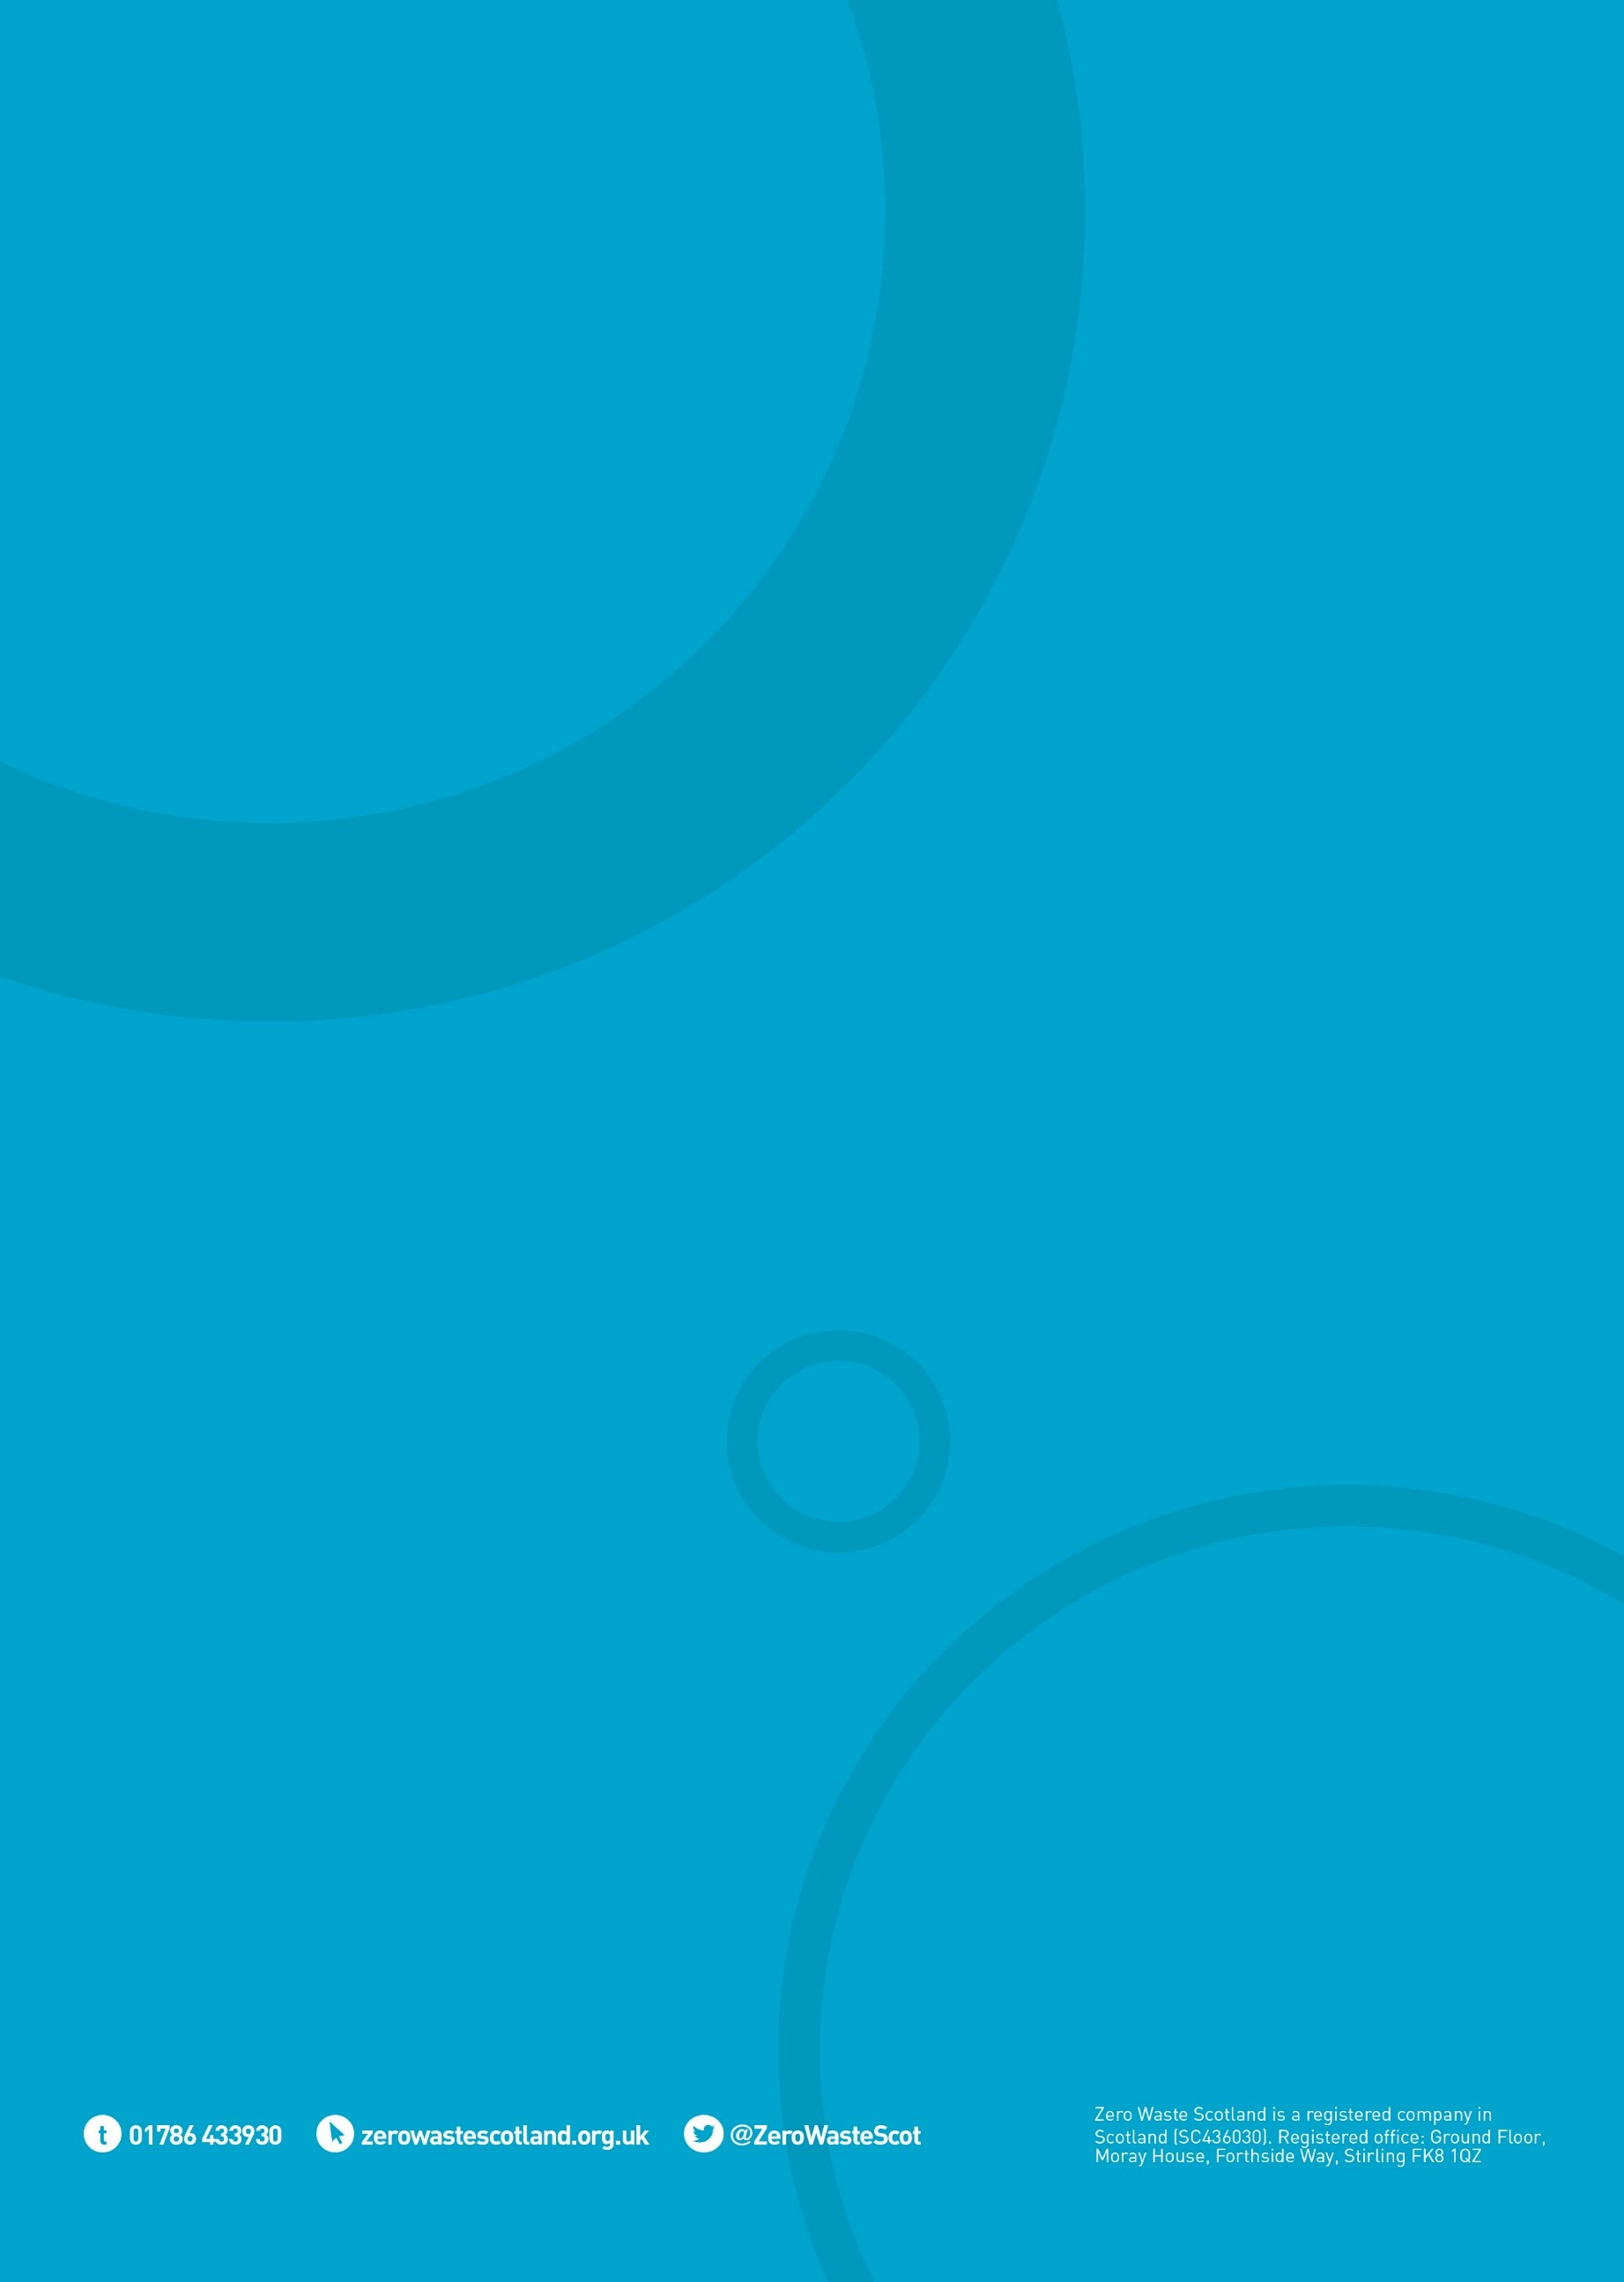 t 01786 433930 zerowastescotland.org.uk @ZeroWasteScot
Zero Waste Scotland is a registered company in
Scotland (SC436030). Registered office: Ground Floor,
Moray House, Forthside Way, Stirling FK8 1QZ